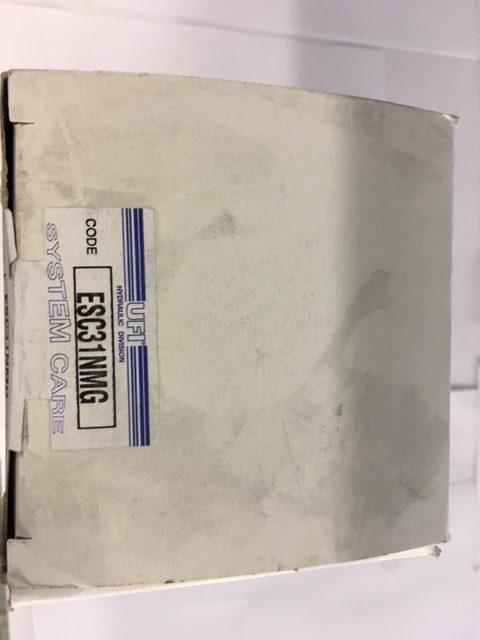 UFI®
HYDRAULIC DIVISION
CODE ESC31NMG
SYSTEM CARE